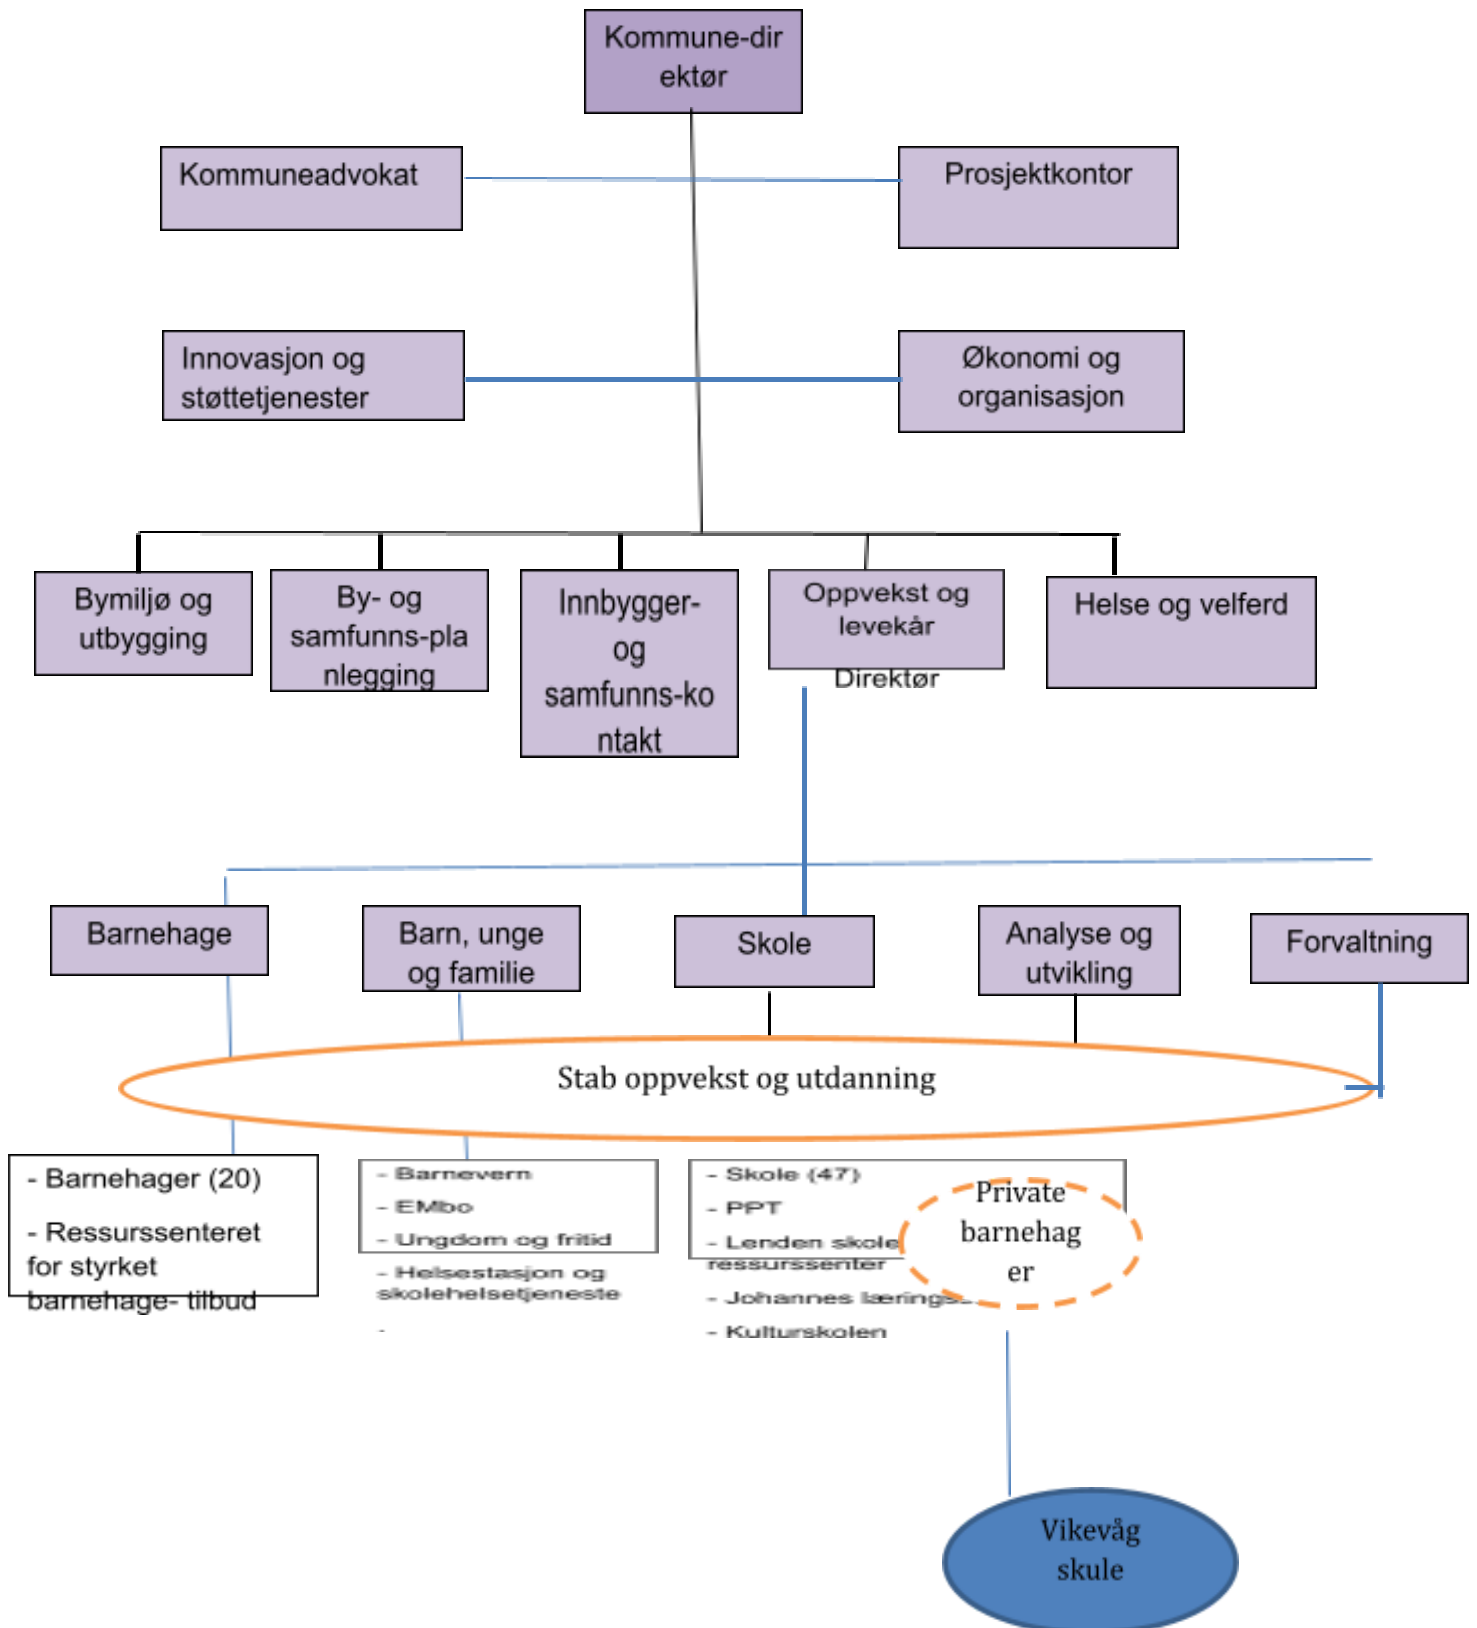 Kommune-dir
ektør
Kommuneadvokat
Prosjektkontor
Innovasjon og
støttetjenester
Økonomi og
organisasjon
Bymiljø og
utbygging
By- og
samfunns-pla
nlegging
Innbygger-
og
samfunns-ko
ntakt
Oppvekst og
levekår
Direktør
Helse og velferd
Barnehage
Barn, unge
og familie
Skole
Analyse og
utvikling
Forvaltning
Stab oppvekst og utdanning
- Barnehager (20)
- Ressurssenteret
for styrket
barnehage- tilbud
- Barnevern
- EMbo
- Ungdom og fritid
- Helsestasjon og
skolehelsetjeneste
-
- Skole (47)
- PPT
- Lenden skole
ressurssenter
- Johannes lærings
- Kulturskolen
Private
barnehag
er
Vikevåg
skule